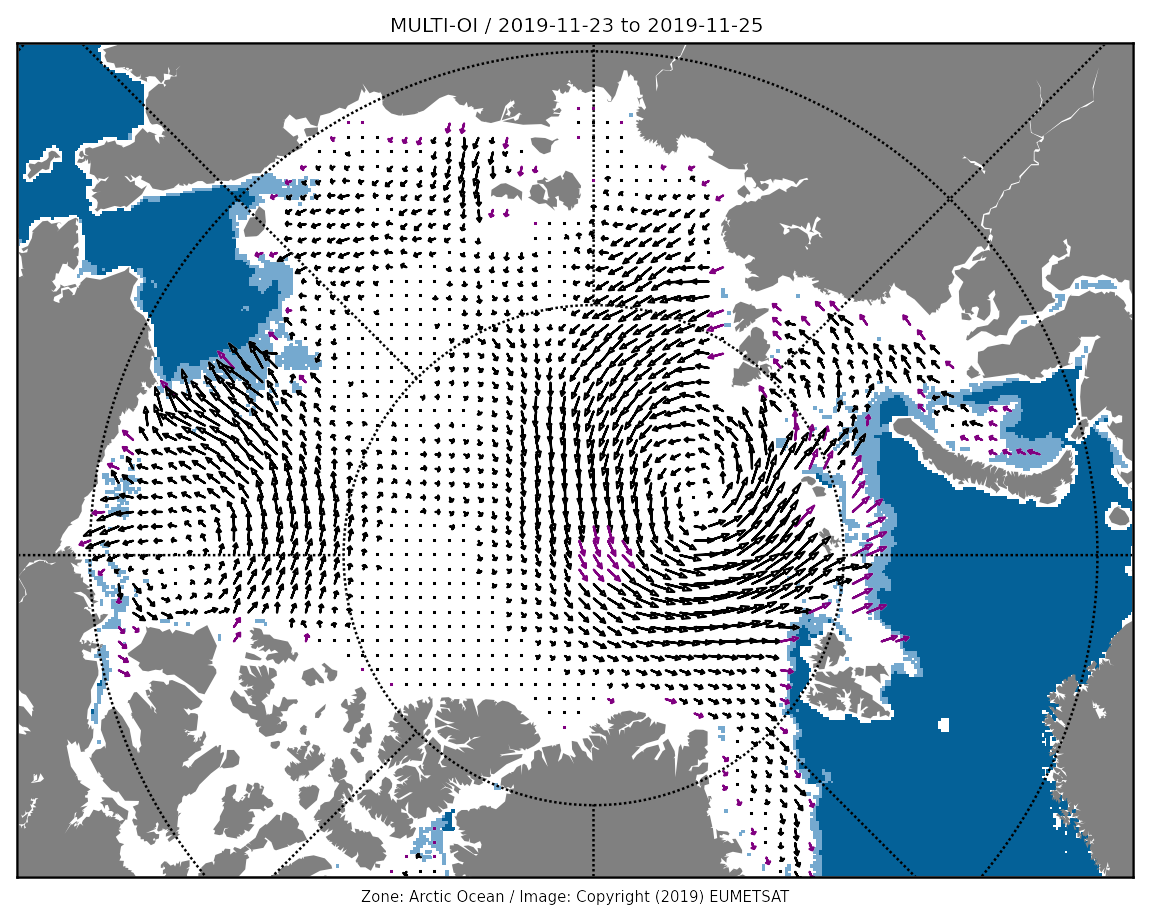 MULTI-OI / 2019-11-23 to 2019-11-25
Zone: Arctic Ocean / Image: Copyright (2019) EUMETSAT